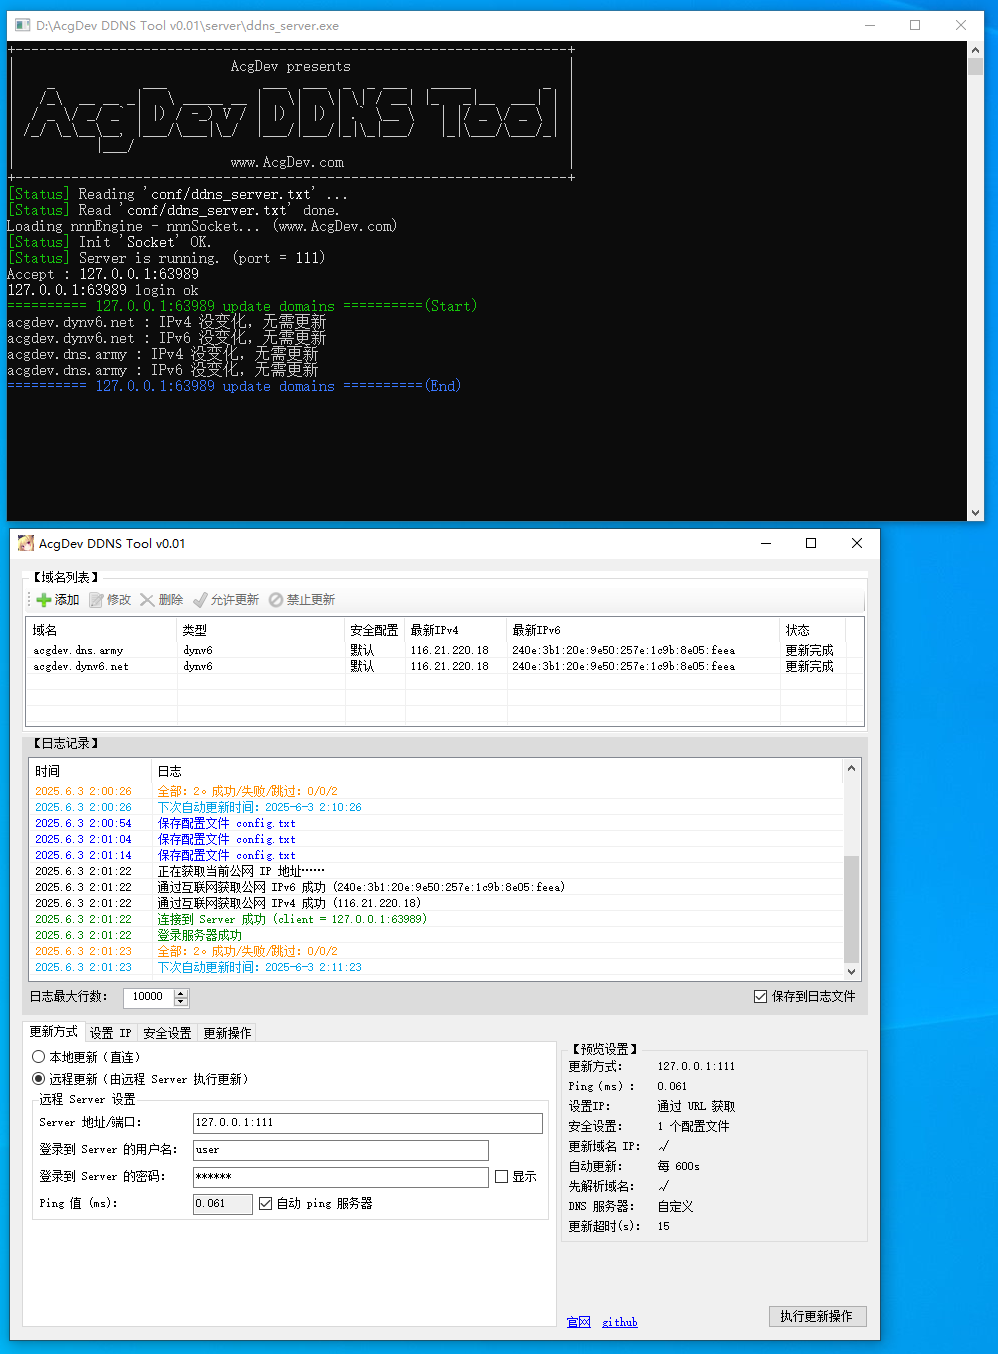 D:\AcgDev DDNS Tool v0.01\server\ddns_server.exe
AcgDev presents
AcgDev DDNS Tool
www.AcgDev.com
[Status] Reading 'conf/ddns_server.txt' ...
[Status] Read 'conf/ddns_server.txt' done.
Loading nnnEngine - nnnSocket... (www.AcgDev.com)
[Status] Init 'Socket' OK.
[Status] Server is running. (port = 111)
Accept : 127.0.0.1:63989
127.0.0.1:63989 login ok
========== 127.0.0.1:63989 update domains ==========(Start)
acgdev.dynv6.net : IPv4 没变化，无需更新
acgdev.dynv6.net : IPv6 没变化，无需更新
acgdev.dns.army : IPv4 没变化，无需更新
acgdev.dns.army : IPv6 没变化，无需更新
========== 127.0.0.1:63989 update domains ==========(End)
AcgDev DDNS Tool v0.01
【域名列表】
添加 修改 删除 允许更新 禁止更新
域名 类型 安全配置 最新IPv4 最新IPv6 状态
acgdev.dns.army dynv6 默认 116.21.220.18 240e:3b1:20e:9e50:257e:1c9b:8e05:feea 更新完成
acgdev.dynv6.net dynv6 默认 116.21.220.18 240e:3b1:20e:9e50:257e:1c9b:8e05:feea 更新完成
【日志记录】
时间 日志
2025.6.3 2:00:26 全部：2。成功/失败/跳过：0/0/2
2025.6.3 2:00:26 下次自动更新时间：2025-6-3 2:10:26
2025.6.3 2:00:54 保存配置文件 config.txt
2025.6.3 2:01:04 保存配置文件 config.txt
2025.6.3 2:01:14 保存配置文件 config.txt
2025.6.3 2:01:22 正在获取当前公网 IP 地址……
2025.6.3 2:01:22 通过互联网获取公网 IPv6 成功（240e:3b1:20e:9e50:257e:1c9b:8e05:feea）
2025.6.3 2:01:22 通过互联网获取公网 IPv4 成功（116.21.220.18）
2025.6.3 2:01:22 连接到 Server 成功（client = 127.0.0.1:63989）
2025.6.3 2:01:22 登录服务器成功
2025.6.3 2:01:23 全部：2。成功/失败/跳过：0/0/2
2025.6.3 2:01:23 下次自动更新时间：2025-6-3 2:11:23
日志最大行数： 10000 保存到日志文件
更新方式 设置 IP 安全设置 更新操作
本地更新（直连）
远程更新（由远程 Server 执行更新）
远程 Server 设置
Server 地址/端口： 127.0.0.1:111
登录到 Server 的用户名： user
登录到 Server 的密码： ****** 显示
Ping 值 (ms)： 0.061 自动 ping 服务器
【预览设置】
更新方式： 127.0.0.1:111
Ping（ms）： 0.061
设置IP： 通过 URL 获取
安全设置： 1 个配置文件
更新域名 IP： √
自动更新： 每 600s
先解析域名： √
DNS 服务器： 自定义
更新超时(s)： 15
官网 github
执行更新操作